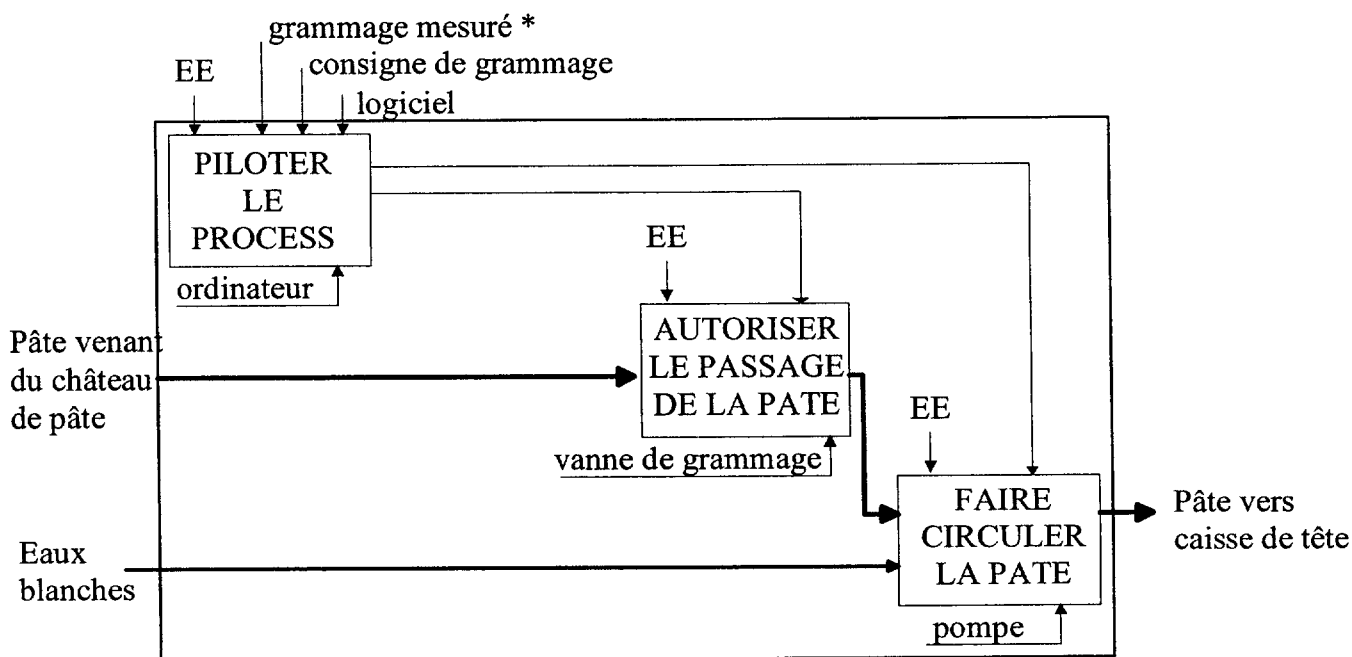 grammage mesuré *
consigne de grammage
EE
logiciel
PILOTER
LE
PROCESS
ordinateur
EE
AUTORISER
LE PASSAGE
DE LA PATE
Pâte venant
du château
de pâte
EE
vanne de grammage
FAIRE
CIRCULER
LA PATE
Pâte vers
caisse de tête
Eaux
blanches
pompe